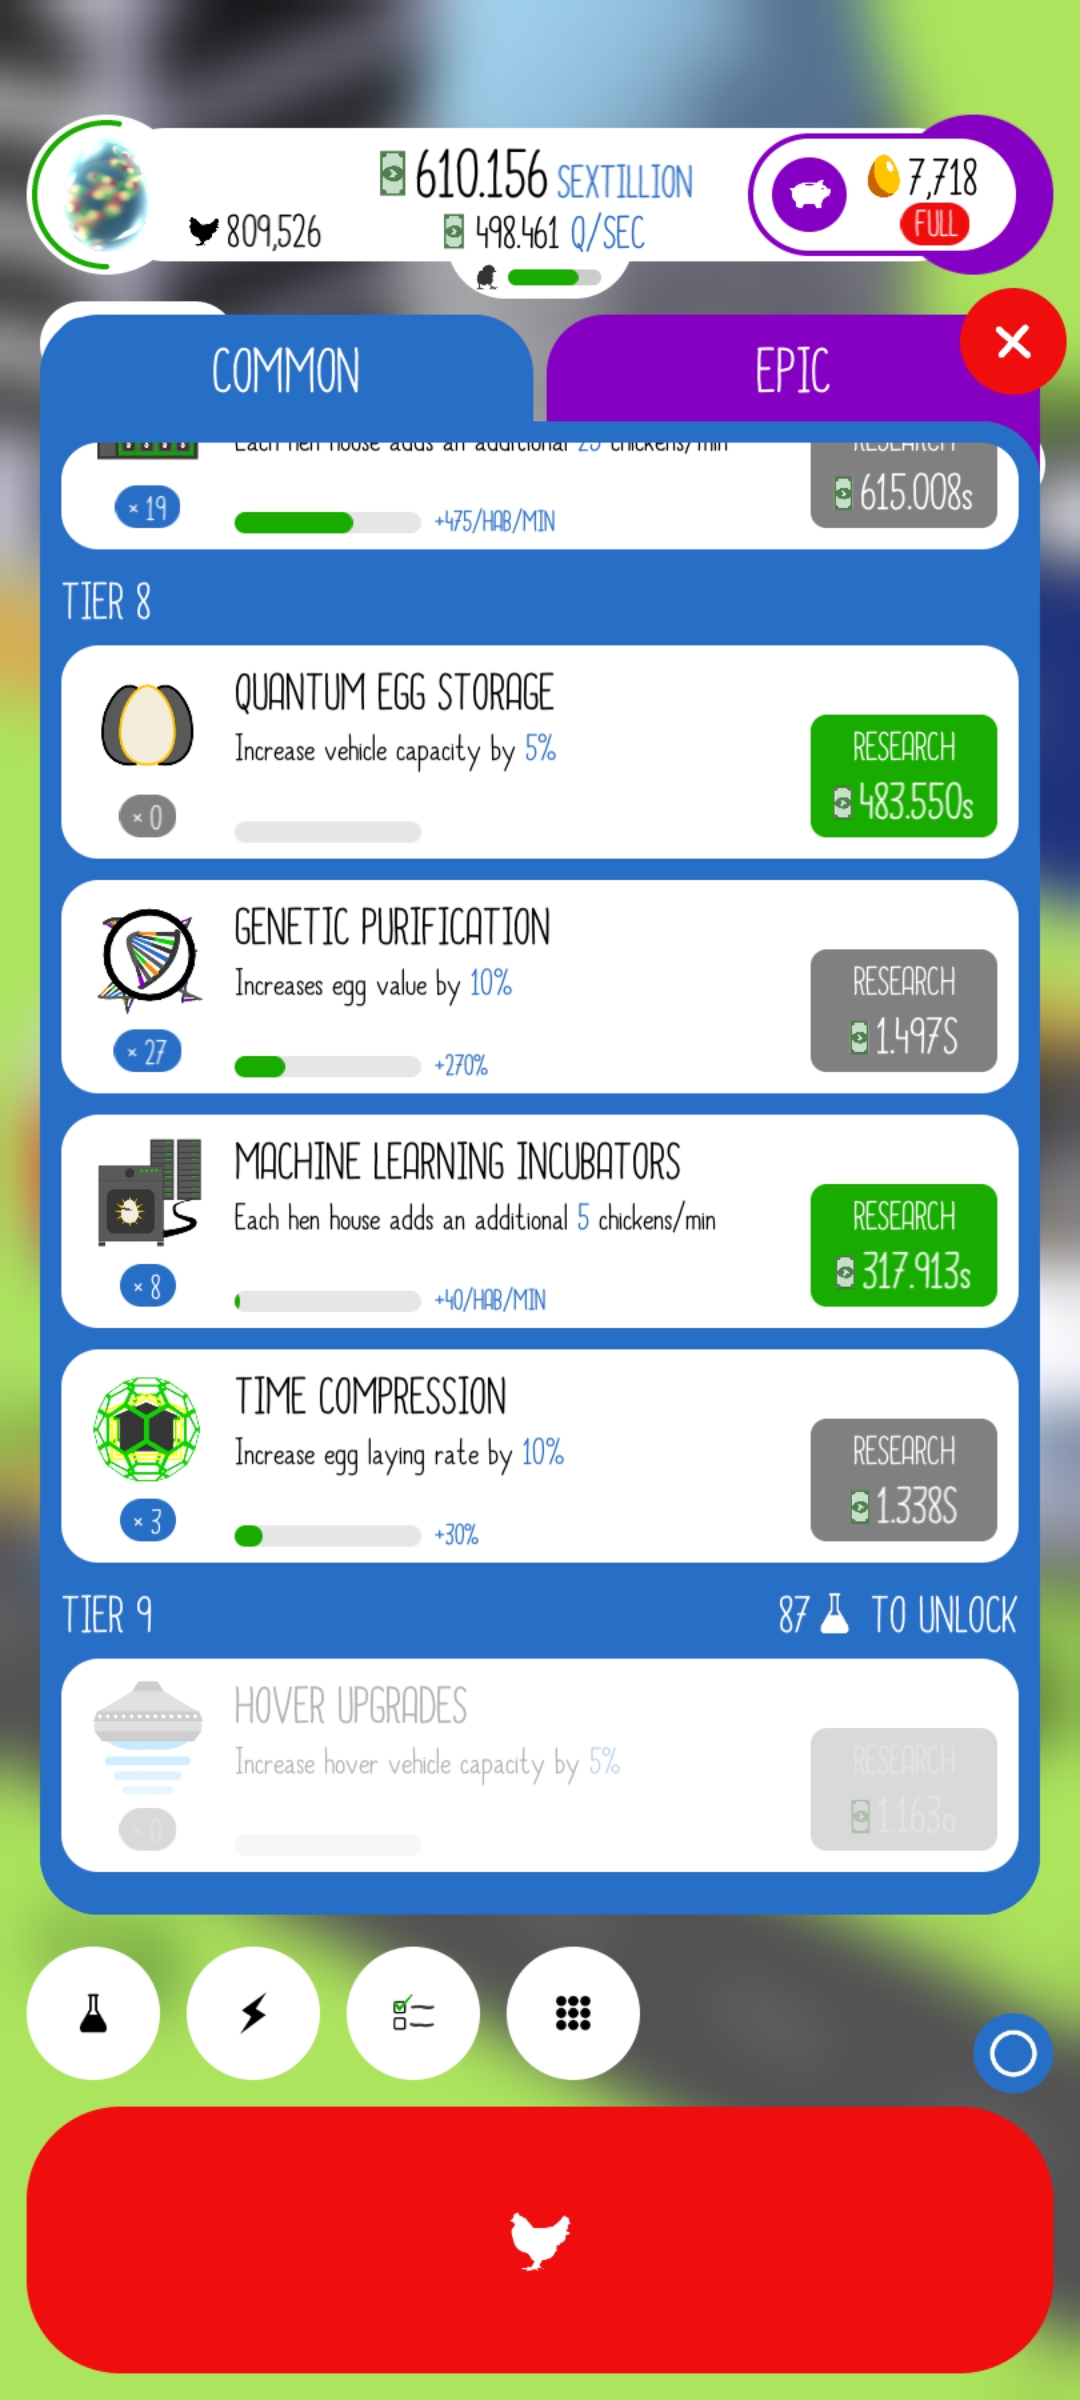 610.156 SEXTILLION
809,526
498.461 Q/SEC
7,718
FULL
COMMON
EPIC
Each hen house adds an additional 25 chickens/min
RESEARCH
615.008s
× 19
+475/HAB/MIN
TIER 8
QUANTUM EGG STORAGE
Increase vehicle capacity by 5%
RESEARCH
483.550s
× 0
GENETIC PURIFICATION
Increases egg value by 10%
RESEARCH
1.497S
× 27
+270%
MACHINE LEARNING INCUBATORS
Each hen house adds an additional 5 chickens/min
RESEARCH
317.913s
× 8
+40/HAB/MIN
TIME COMPRESSION
Increase egg laying rate by 10%
RESEARCH
1.338S
× 3
+30%
TIER 9
87 TO UNLOCK
HOVER UPGRADES
Increase hover vehicle capacity by 5%
RESEARCH
1.163o
× 0